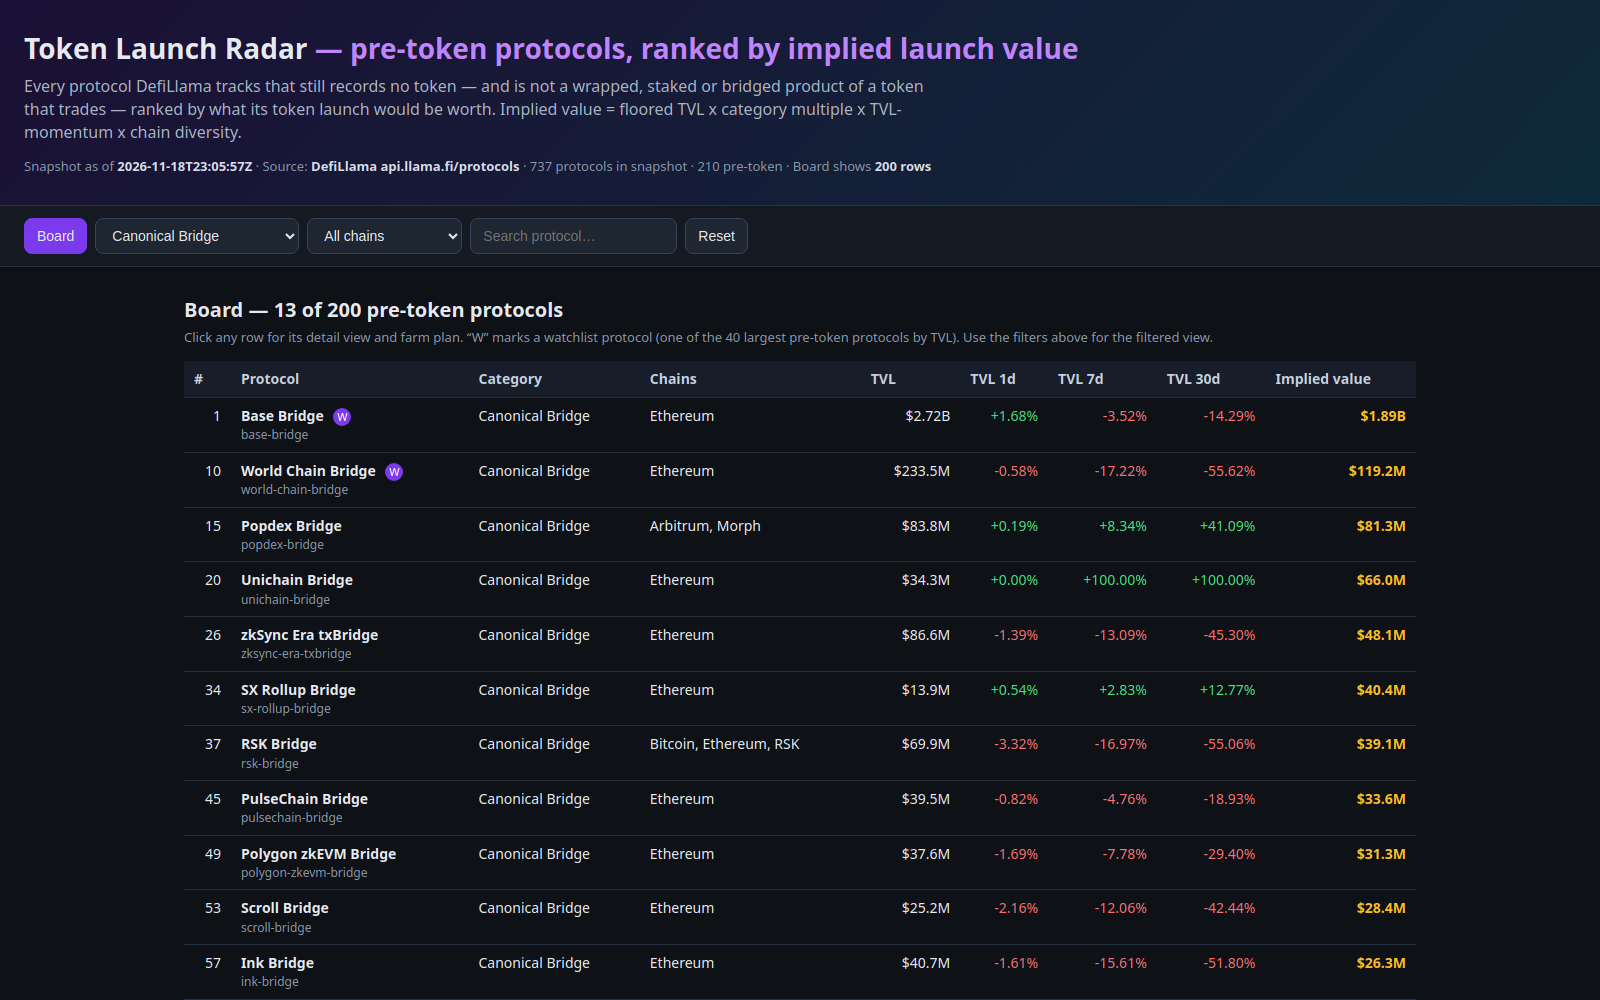 Token Launch Radar — pre-token protocols, ranked by implied launch value
Every protocol DefiLlama tracks that still records no token — and is not a wrapped, staked or bridged product of a token
that trades — ranked by what its token launch would be worth. Implied value = floored TVL x category multiple x TVL-
momentum x chain diversity.
Snapshot as of 2026-11-18T23:05:57Z · Source: DefiLlama api.llama.fi/protocols · 737 protocols in snapshot · 210 pre-token · Board shows 200 rows
Board Canonical Bridge All chains Search protocol… Reset
Board — 13 of 200 pre-token protocols
Click any row for its detail view and farm plan. “W” marks a watchlist protocol (one of the 40 largest pre-token protocols by TVL). Use the filters above for the filtered view.
# Protocol Category Chains TVL TVL 1d TVL 7d TVL 30d Implied value
1 Base Bridge W Canonical Bridge Ethereum $2.72B +1.68% -3.52% -14.29% $1.89B
base-bridge
10 World Chain Bridge W Canonical Bridge Ethereum $233.5M -0.58% -17.22% -55.62% $119.2M
world-chain-bridge
15 Popdex Bridge Canonical Bridge Arbitrum, Morph $83.8M +0.19% +8.34% +41.09% $81.3M
popdex-bridge
20 Unichain Bridge Canonical Bridge Ethereum $34.3M +0.00% +100.00% +100.00% $66.0M
unichain-bridge
26 zkSync Era txBridge Canonical Bridge Ethereum $86.6M -1.39% -13.09% -45.30% $48.1M
zksync-era-txbridge
34 SX Rollup Bridge Canonical Bridge Ethereum $13.9M +0.54% +2.83% +12.77% $40.4M
sx-rollup-bridge
37 RSK Bridge Canonical Bridge Bitcoin, Ethereum, RSK $69.9M -3.32% -16.97% -55.06% $39.1M
rsk-bridge
45 PulseChain Bridge Canonical Bridge Ethereum $39.5M -0.82% -4.76% -18.93% $33.6M
pulsechain-bridge
49 Polygon zkEVM Bridge Canonical Bridge Ethereum $37.6M -1.69% -7.78% -29.40% $31.3M
polygon-zkevm-bridge
53 Scroll Bridge Canonical Bridge Ethereum $25.2M -2.16% -12.06% -42.44% $28.4M
scroll-bridge
57 Ink Bridge Canonical Bridge Ethereum $40.7M -1.61% -15.61% -51.80% $26.3M
ink-bridge